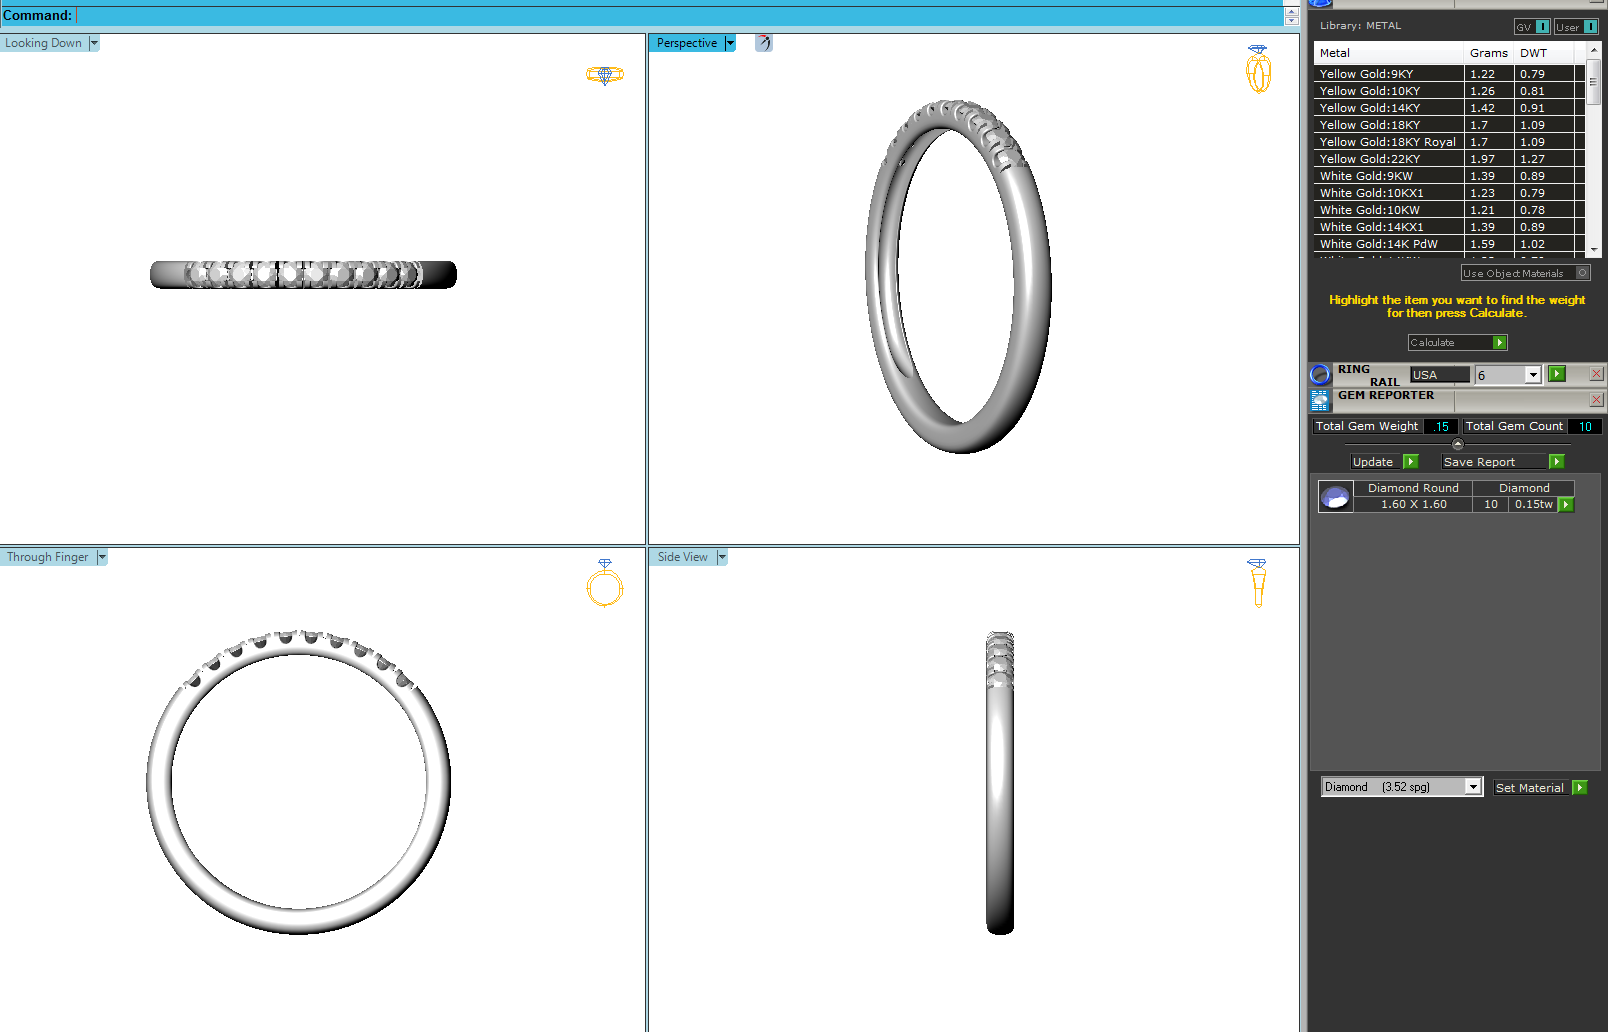 Command:
Looking Down
Perspective
Through Finger
Side View
Library: METAL
GV I User I
Metal Grams DWT
Yellow Gold:9KY 1.22 0.79
Yellow Gold:10KY 1.26 0.81
Yellow Gold:14KY 1.42 0.91
Yellow Gold:18KY 1.7 1.09
Yellow Gold:18KY Royal 1.7 1.09
Yellow Gold:22KY 1.97 1.27
White Gold:9KW 1.39 0.89
White Gold:10KX1 1.23 0.79
White Gold:10KW 1.21 0.78
White Gold:14KX1 1.39 0.89
White Gold:14K PdW 1.59 1.02
Use Object Materials
Highlight the item you want to find the weight
for then press Calculate.
Calculate
RING
RAIL USA 6
GEM REPORTER
Total Gem Weight .15 Total Gem Count 10
Update Save Report
Diamond Round Diamond
1.60 X 1.60 10 0.15tw
Diamond (3.52 spg) Set Material